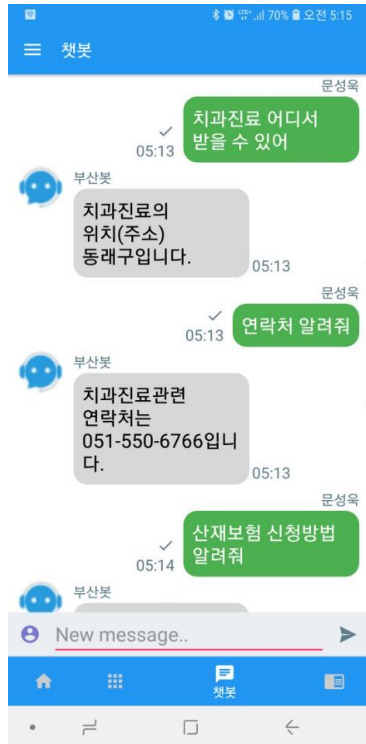 70% 오전 5:15
챗봇
문성욱
치과진료 어디서
받을 수 있어
05:13
부산봇
치과진료의
위치(주소)
동래구입니다.
05:13
문성욱
연락처 알려줘
05:13
부산봇
치과진료관련
연락처는
051-550-6766입니
다.
05:13
문성욱
산재보험 신청방법
알려줘
05:14
부산봇
New message..
챗봇